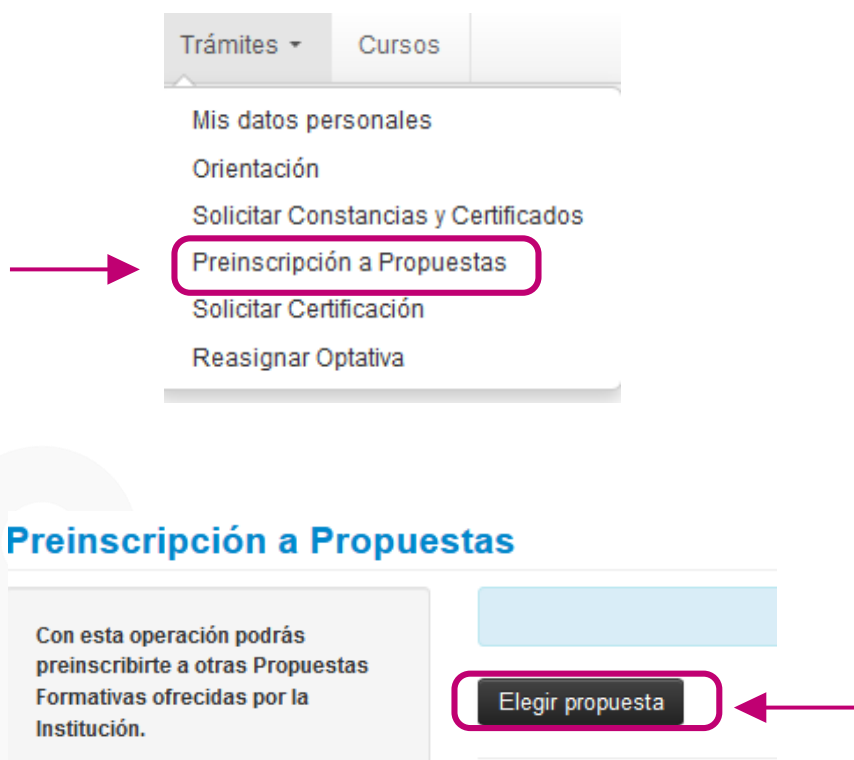 Trámites Cursos
Mis datos personales
Orientación
Solicitar Constancias y Certificados
Preinscripción a Propuestas
Solicitar Certificación
Reasignar Optativa
Preinscripción a Propuestas
Con esta operación podrás
preinscribirte a otras Propuestas
Formativas ofrecidas por la
Institución.
Elegir propuesta